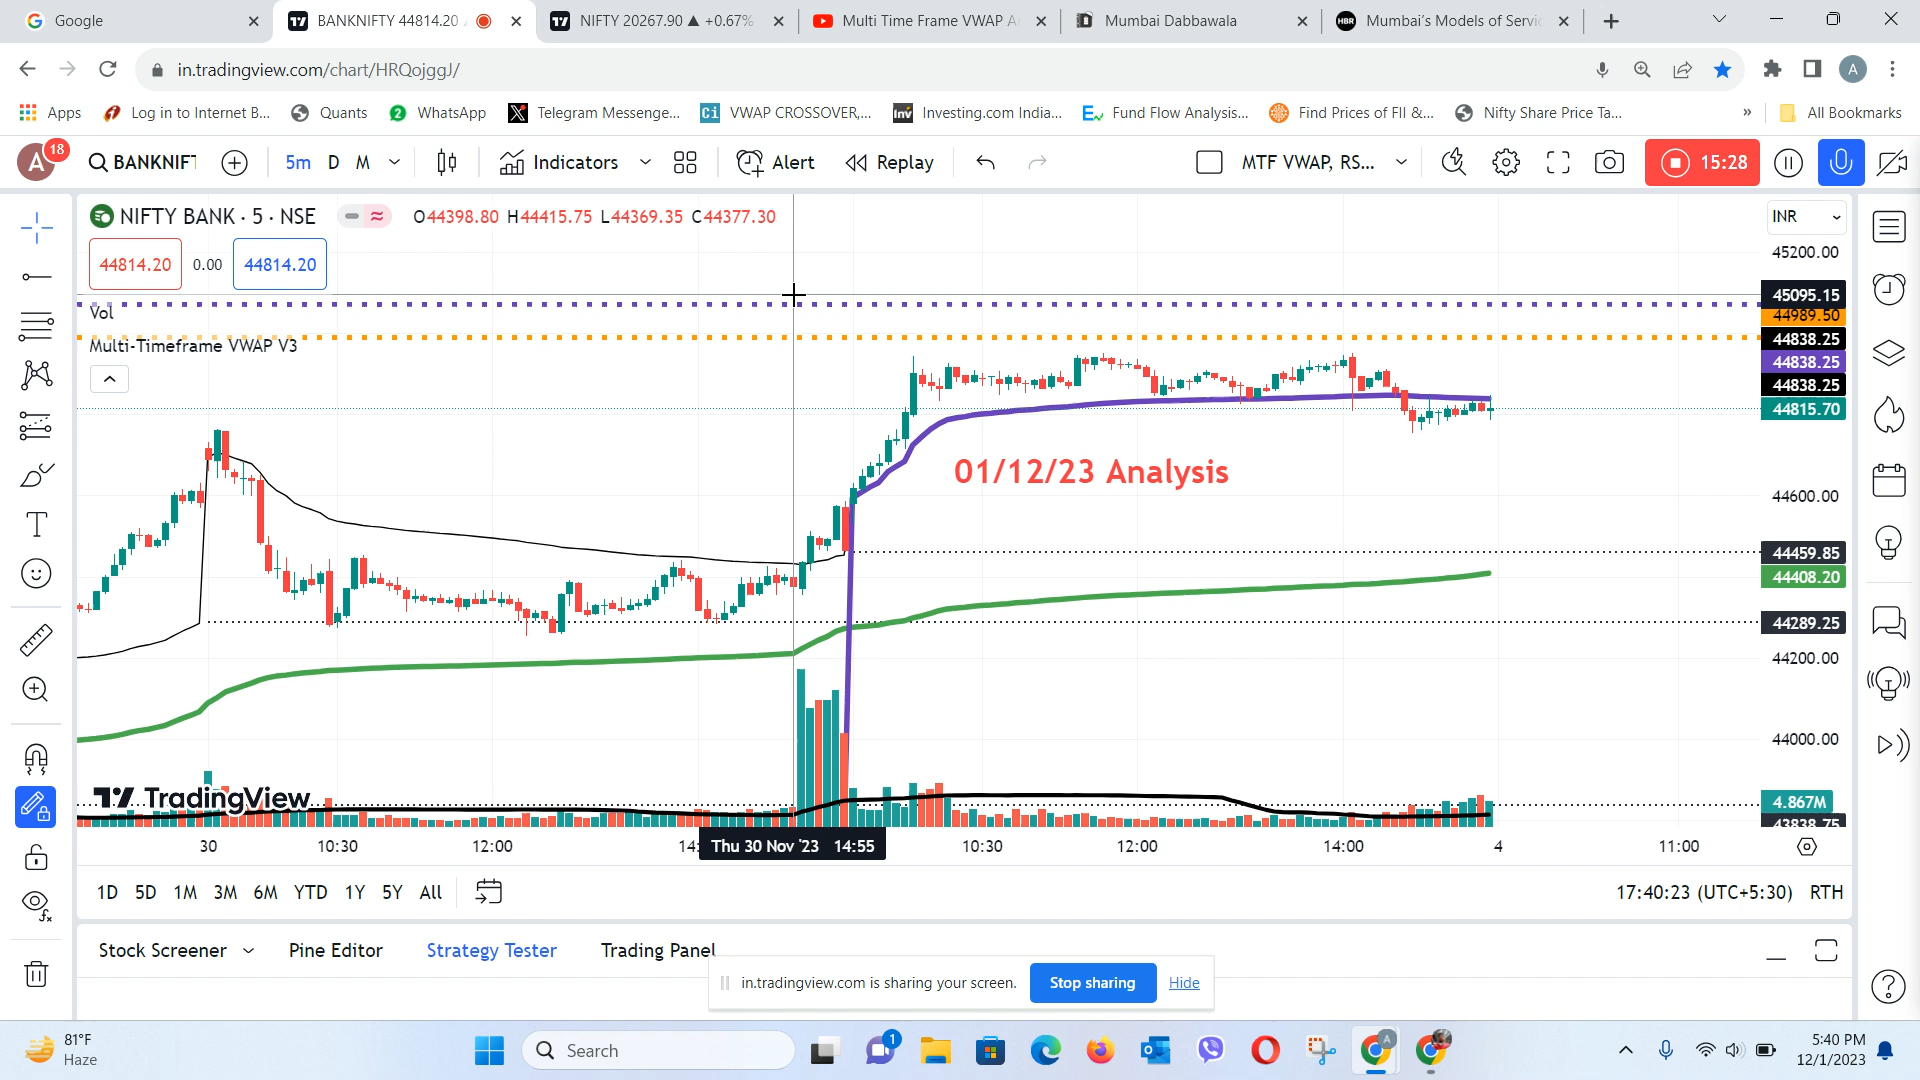 Google
BANKNIFTY 44814.20
NIFTY 20267.90 ▲ +0.67%
Multi Time Frame VWAP A
Mumbai Dabbawala
HBR
Mumbai's Models of Servic
in.tradingview.com/chart/HRQojggJ/
A
Apps
Log in to Internet B...
Quants
2
WhatsApp
Telegram Messenge...
Ci
VWAP CROSSOVER,...
Inv
Investing.com India...
Fund Flow Analysis...
Find Prices of FII &...
Nifty Share Price Ta...
»
All Bookmarks
A
18
BANKNIFT
5m
D
M
Indicators
Alert
Replay
MTF VWAP, RS...
15:28
NIFTY BANK · 5 · NSE
O44398.80 H44415.75 L44369.35 C44377.30
INR
44814.20
0.00
44814.20
45200.00
Vol
45095.15
44989.50
Multi-Timeframe VWAP V3
44838.25
44838.25
44838.25
44815.70
01/12/23 Analysis
44600.00
44459.85
44408.20
44289.25
44200.00
44000.00
TradingView
4.867M
43838.75
30
10:30
12:00
14:
Thu 30 Nov '23 14:55
10:30
12:00
14:00
4
11:00
1D
5D
1M
3M
6M
YTD
1Y
5Y
All
17:40:23 (UTC+5:30)
RTH
Stock Screener
Pine Editor
Strategy Tester
Trading Panel
in.tradingview.com is sharing your screen.
Stop sharing
Hide
81°F
Haze
Search
1
A
5:40 PM
12/1/2023